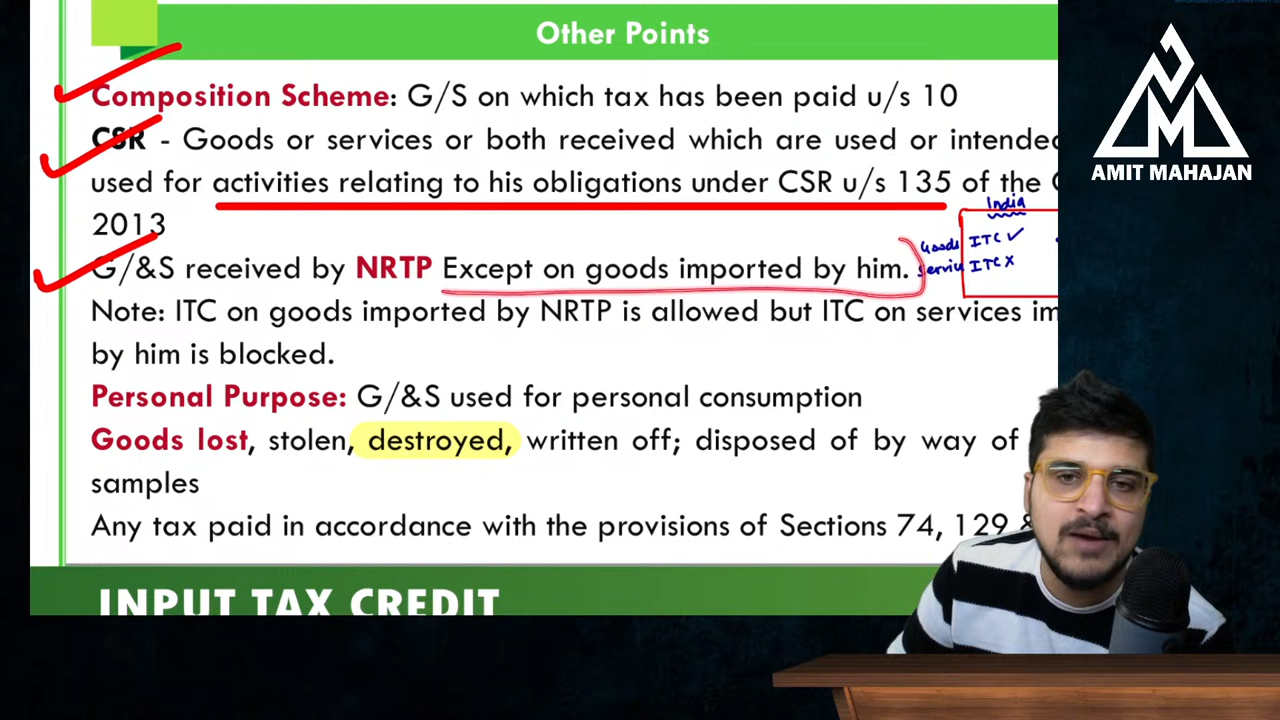 Other Points
Composition Scheme: G/S on which tax has been paid u/s 10
CSR - Goods or services or both received which are used or intended
used for activities relating to his obligations under CSR u/s 135 of the
2013
G/&S received by NRTP Except on goods imported by him.
India
Goods ITC ✓
Service ITC x
Note: ITC on goods imported by NRTP is allowed but ITC on services im
by him is blocked.
Personal Purpose: G/&S used for personal consumption
Goods lost, stolen, destroyed, written off; disposed of by way of
samples
Any tax paid in accordance with the provisions of Sections 74, 129 &
INPUT TAX CREDIT
AMIT MAHAJAN